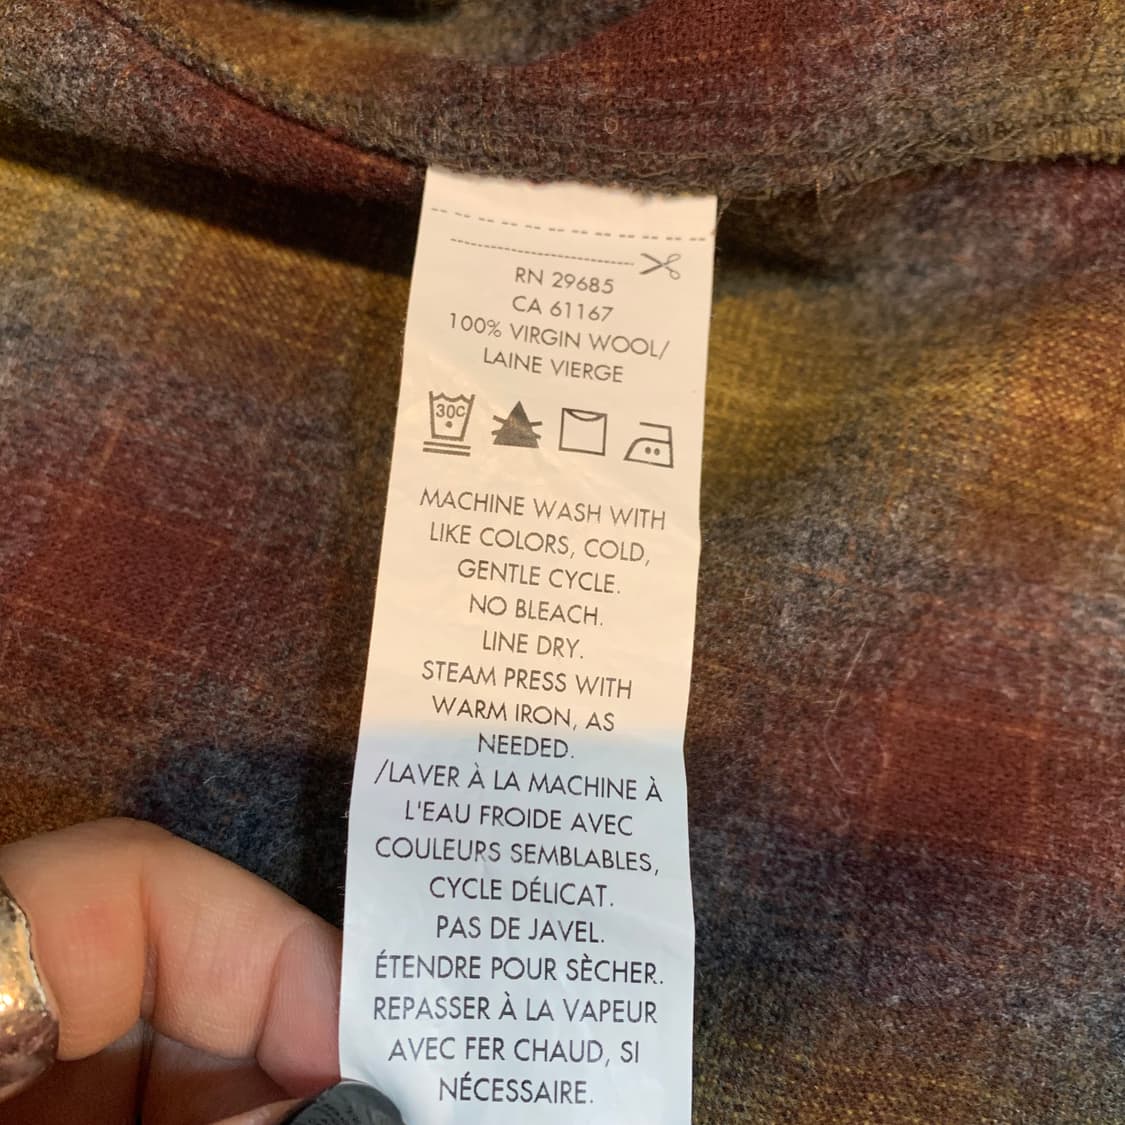 RN 29685
CA 61167
100% VIRGIN WOOL/
LAINE VIERGE
30C
MACHINE WASH WITH
LIKE COLORS, COLD,
GENTLE CYCLE.
NO BLEACH.
LINE DRY.
STEAM PRESS WITH
WARM IRON, AS
NEEDED.
/LAVER À LA MACHINE À
L'EAU FROIDE AVEC
COULEURS SEMBLABLES,
CYCLE DÉLICAT.
PAS DE JAVEL.
ÉTENDRE POUR SÈCHER.
REPASSER À LA VAPEUR
AVEC FER CHAUD, SI
NÉCESSAIRE.